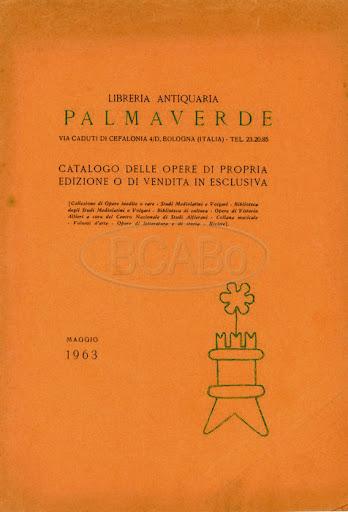 LIBRERIA ANTIQUARIA
PALMAVERDE
VIA CADUTI DI CEFALONIA 4/D, BOLOGNA (ITALIA) - TEL. 23.20.85
CATALOGO DELLE OPERE DI PROPRIA
EDIZIONE O DI VENDITA IN ESCLUSIVA
[Collezione di Opere inedite o rare - Studi Mediolatini e Volgari - Biblioteca
degli Studi Mediolatini e Volgari - Biblioteca di cultura - Opere di Vittorio
Alfieri a cura del Centro Nazionale di Studi Alfieriani - Collana musicale
- Volumi d'arte - Opere di letteratura e di storia - Riviste].
BCABo
MAGGIO
1963